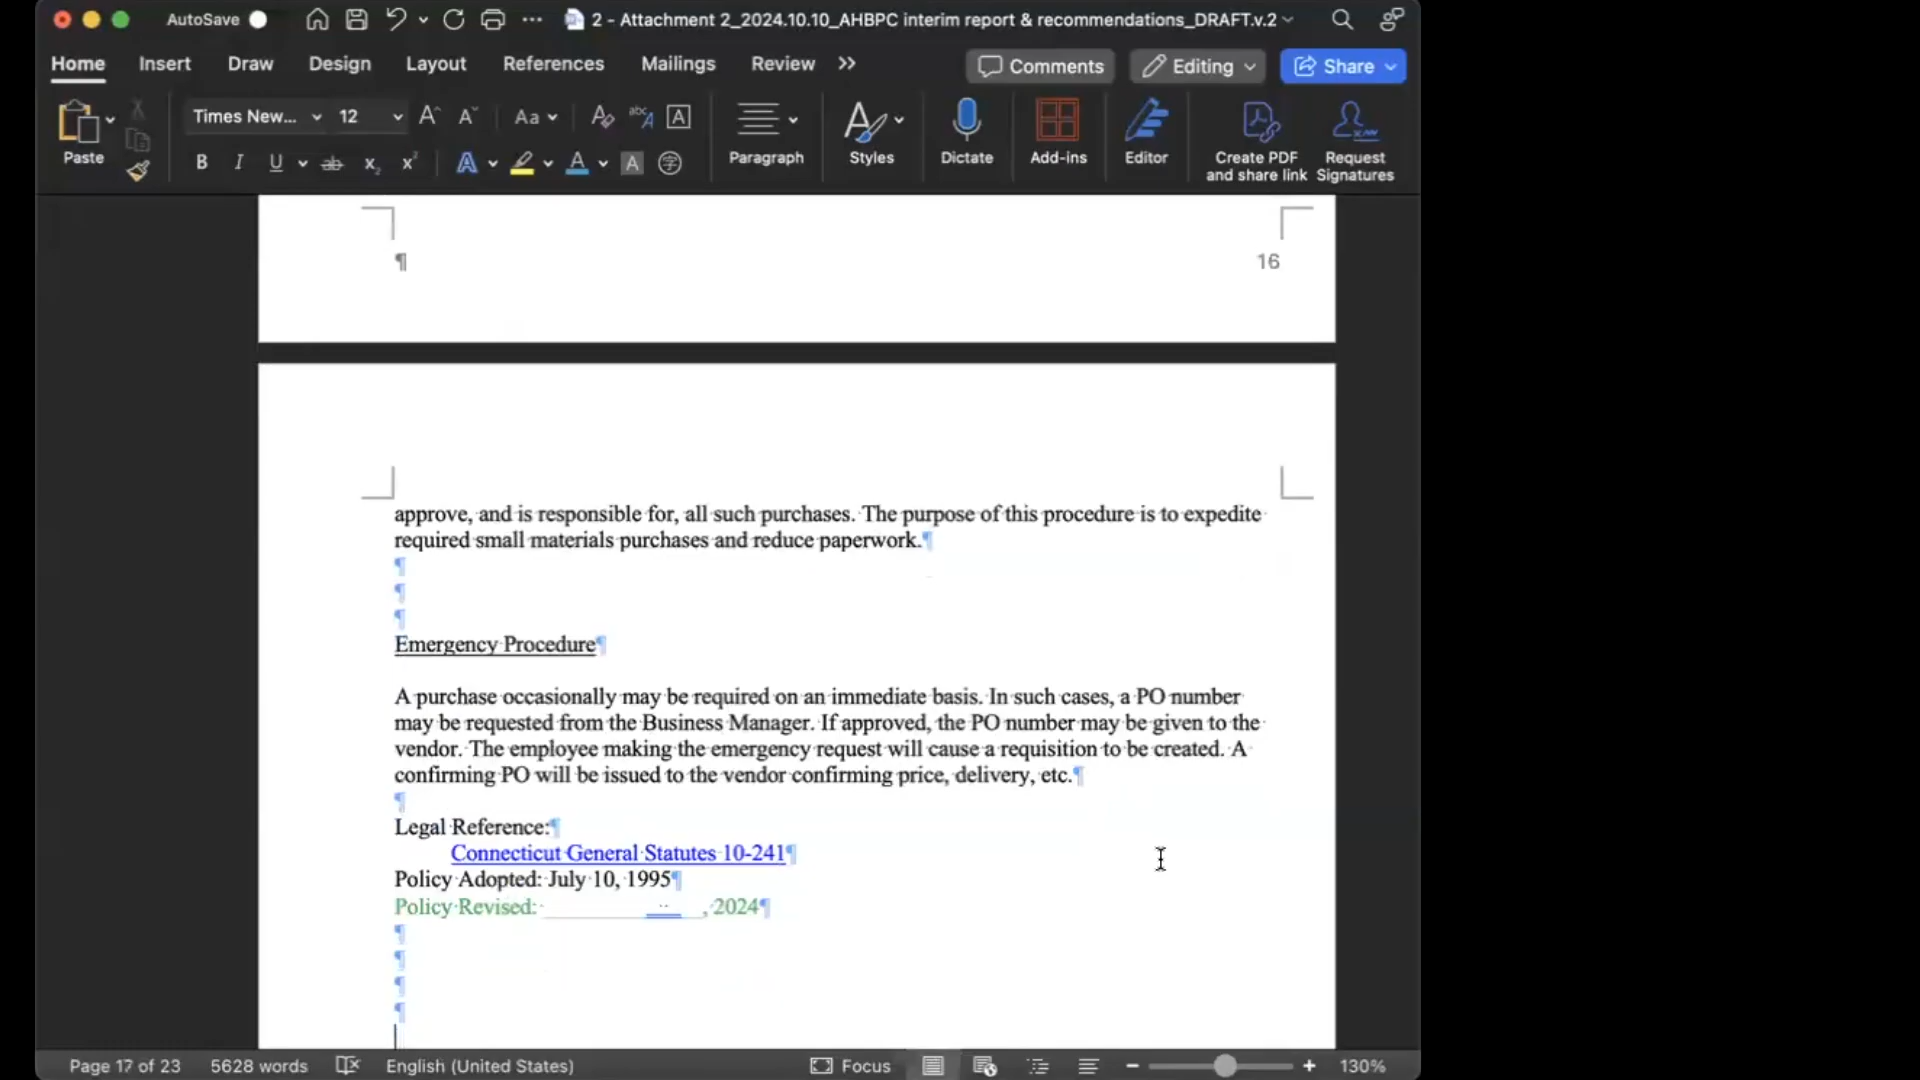 AutoSave
2 - Attachment 2_2024.10.10_AHBPC interim report & recommendations_DRAFT.v.2
Home Insert Draw Design Layout References Mailings Review >> Comments Editing Share
Paste
Times New... 12 Aa
Paragraph Styles Dictate Add-ins Editor Create PDF and share link Request Signatures
16
approve, and is responsible for, all such purchases. The purpose of this procedure is to expedite
required small materials purchases and reduce paperwork.¶
¶
¶
¶
Emergency Procedure¶
A purchase occasionally may be required on an immediate basis. In such cases, a PO number
may be requested from the Business Manager. If approved, the PO number may be given to the
vendor. The employee making the emergency request will cause a requisition to be created. A
confirming PO will be issued to the vendor confirming price, delivery, etc.¶
¶
Legal Reference:¶
Connecticut General Statutes 10-241¶
Policy Adopted: July 10, 1995¶
Policy Revised: ______________, 2024¶
¶
¶
¶
¶
Page 17 of 23 5628 words English (United States) Focus 130%